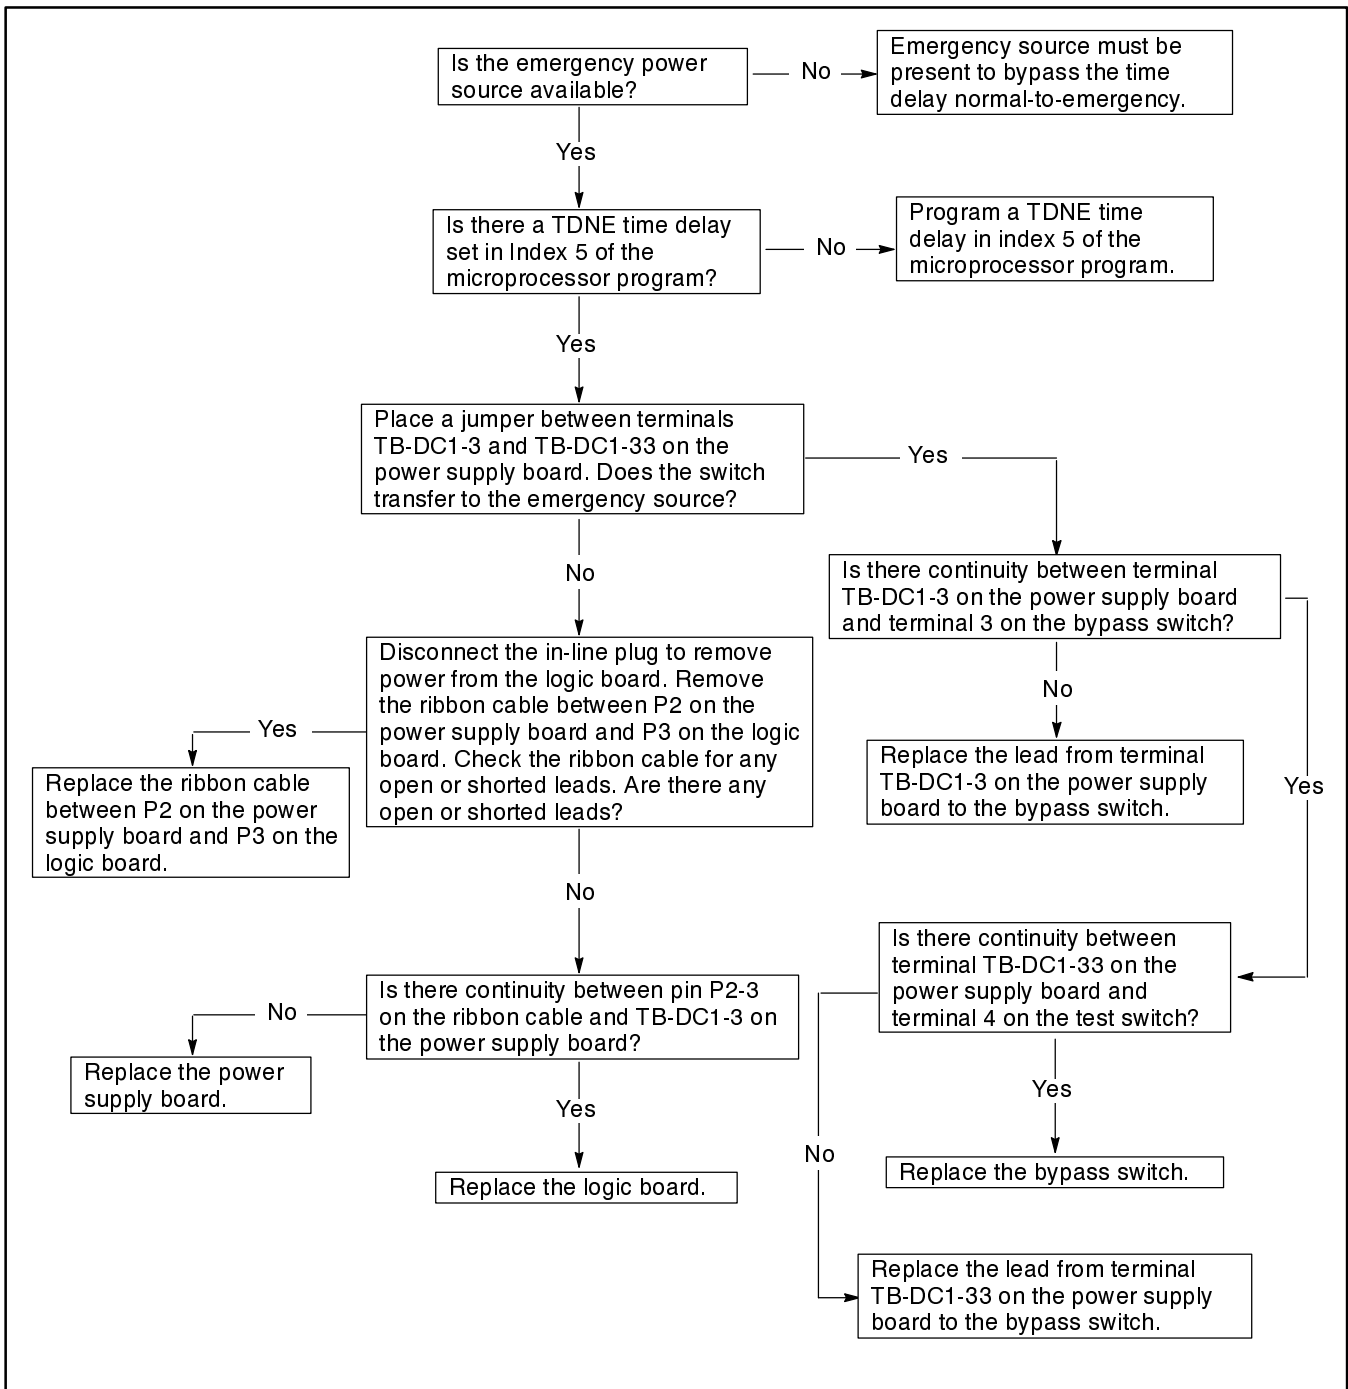 Is the emergency power
source available?
No
Emergency source must be
present to bypass the time
delay normal-to-emergency.
Yes
Is there a TDNE time delay
set in Index 5 of the
microprocessor program?
No
Program a TDNE time
delay in index 5 of the
microprocessor program.
Yes
Place a jumper between terminals
TB-DC1-3 and TB-DC1-33 on the
power supply board. Does the switch
transfer to the emergency source?
Yes
No
Is there continuity between terminal
TB-DC1-3 on the power supply board
and terminal 3 on the bypass switch?
Disconnect the in-line plug to remove
power from the logic board. Remove
the ribbon cable between P2 on the
power supply board and P3 on the logic
board. Check the ribbon cable for any
open or shorted leads. Are there any
open or shorted leads?
No
Yes
Replace the lead from terminal
TB-DC1-3 on the power supply
board to the bypass switch.
Yes
Replace the ribbon cable
between P2 on the power
supply board and P3 on the
logic board.
No
Is there continuity between
terminal TB-DC1-33 on the
power supply board and
terminal 4 on the test switch?
Is there continuity between pin P2-3
on the ribbon cable and TB-DC1-3 on
the power supply board?
No
Replace the power
supply board.
Yes
Yes
No
Replace the bypass switch.
Replace the logic board.
Replace the lead from terminal
TB-DC1-33 on the power supply
board to the bypass switch.